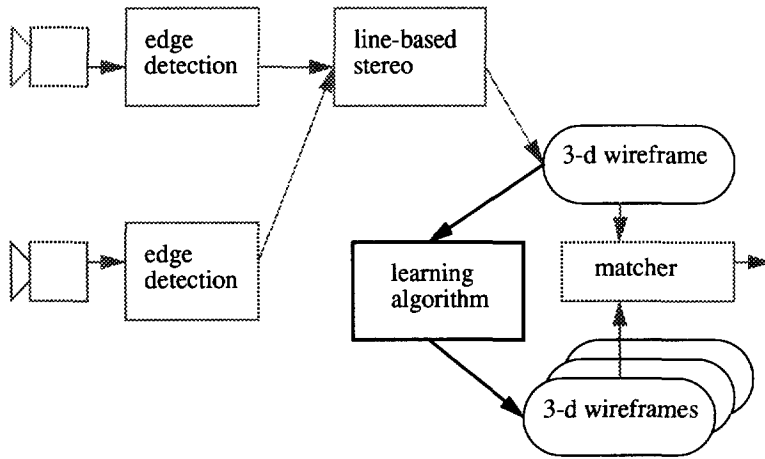 edge
detection
line-based
stereo
3-d wireframe
edge
detection
learning
algorithm
matcher
3-d wireframes